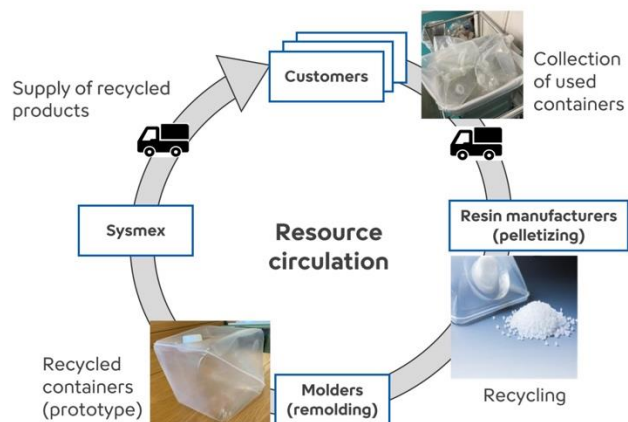 Customers
Collection
of used
containers
Supply of recycled
products
Sysmex
Resource
circulation
Resin manufacturers
(pelletizing)
Recycling
Recycled
containers
(prototype)
Molders
(remolding)